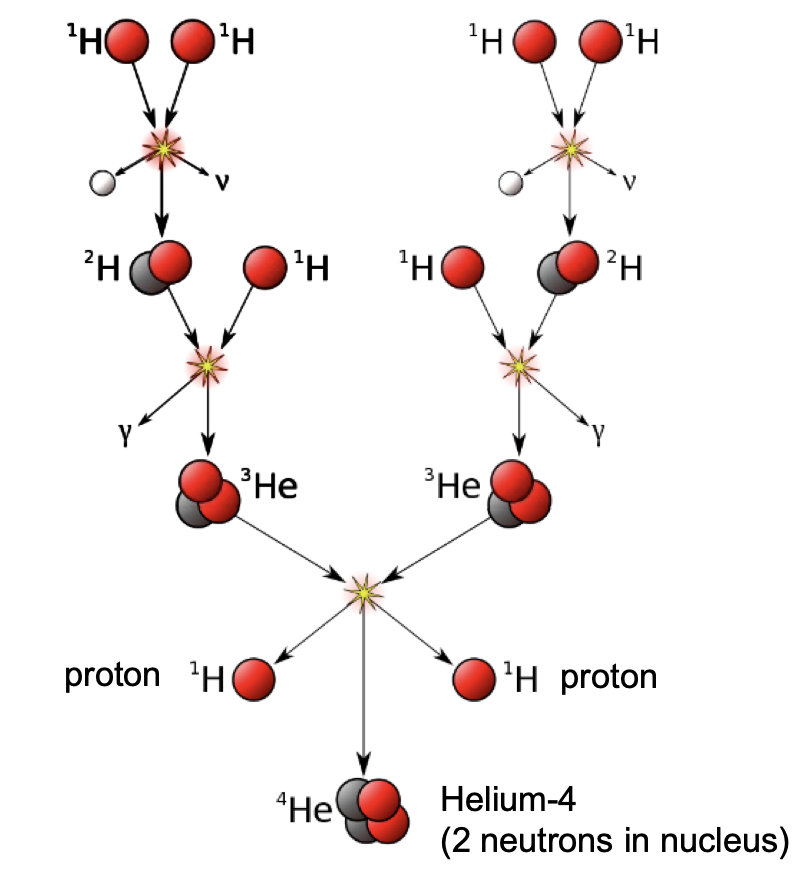 ¹H ¹H ¹H ¹H
ν ν
²H ¹H ¹H ²H
γ γ
³He ³He
proton ¹H ¹H proton
⁴He Helium-4
(2 neutrons in nucleus)